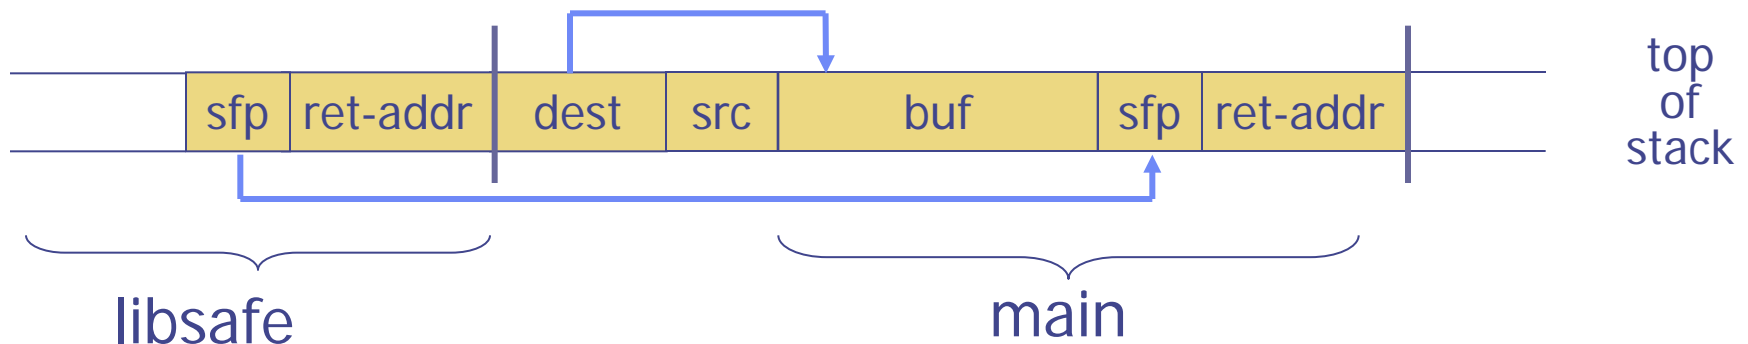 sfp ret-addr dest src buf sfp ret-addr
top
of
stack
libsafe main